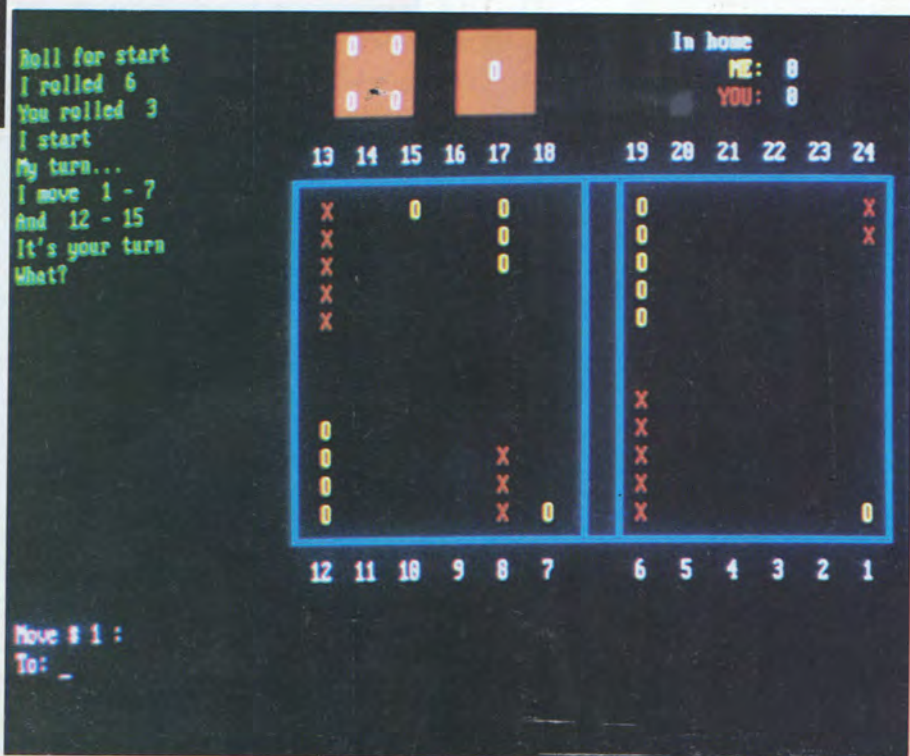 Roll for start
I rolled 6
You rolled 3
I start
My turn...
I move 1 - 7
And 12 - 15
It's your turn
What?
In home
ME: 0
YOU: 0
13 14 15 16 17 18 19 20 21 22 23 24
X O O O X
X O O X
X O O
X O
X O
X
O X
O X X
O X X
O X O X O
12 11 10 9 8 7 6 5 4 3 2 1
Move $ 1 :
To: _